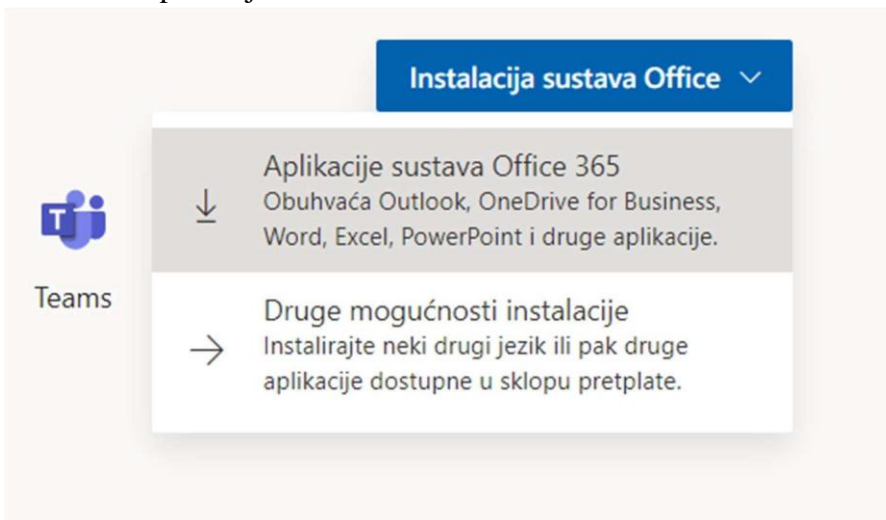 Instalacija sustava Office
Aplikacije sustava Office 365
Obuhvaća Outlook, OneDrive for Business,
Word, Excel, PowerPoint i druge aplikacije.
Teams
Druge mogućnosti instalacije
Instalirajte neki drugi jezik ili pak druge
aplikacije dostupne u sklopu pretplate.